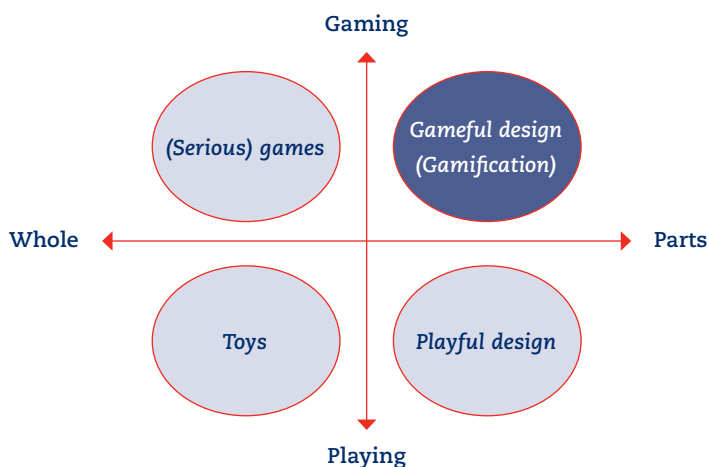 Gaming
(Serious) games
Gameful design
(Gamification)
Whole
Parts
Toys
Playful design
Playing